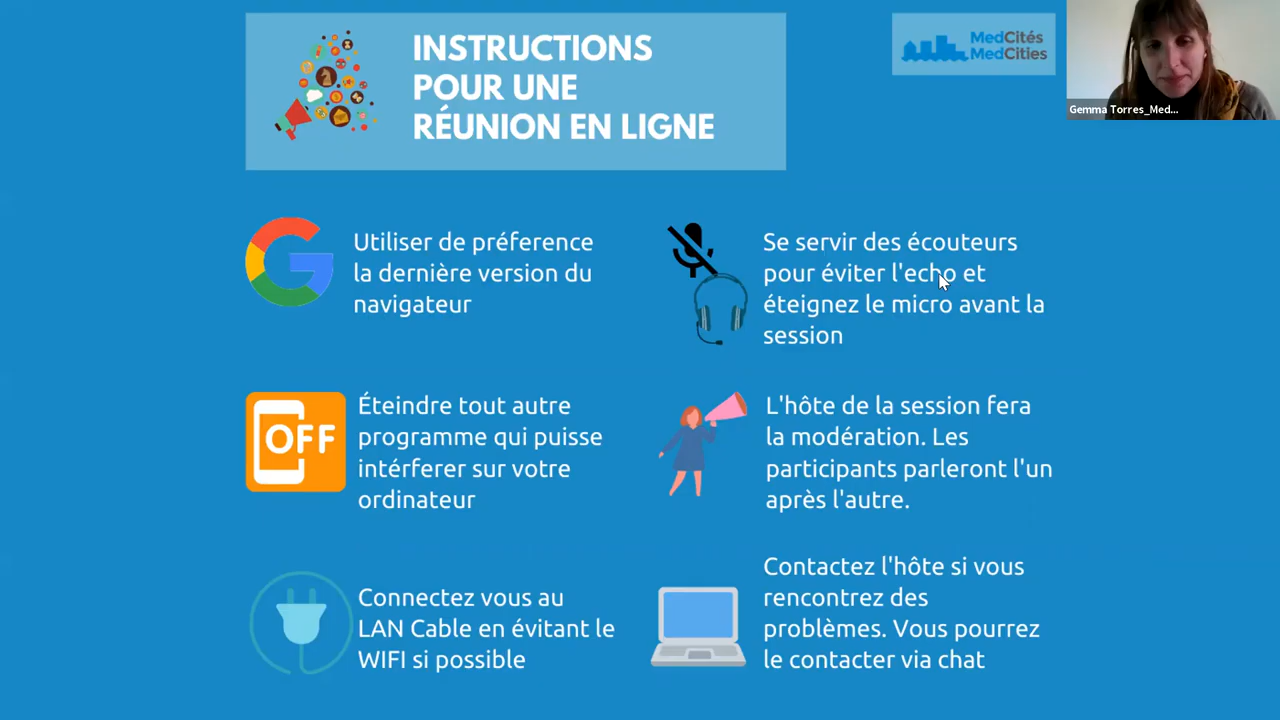 INSTRUCTIONS
POUR UNE
RÉUNION EN LIGNE
MedCités
MedCities
Gemma Torres_Med...
Utiliser de préference
la dernière version du
navigateur
Se servir des écouteurs
pour éviter l'echo et
éteignez le micro avant la
session
OFF
Éteindre tout autre
programme qui puisse
intérferer sur votre
ordinateur
L'hôte de la session fera
la modération. Les
participants parleront l'un
après l'autre.
Connectez vous au
LAN Cable en évitant le
WIFI si possible
Contactez l'hôte si vous
rencontrez des
problèmes. Vous pourrez
le contacter via chat